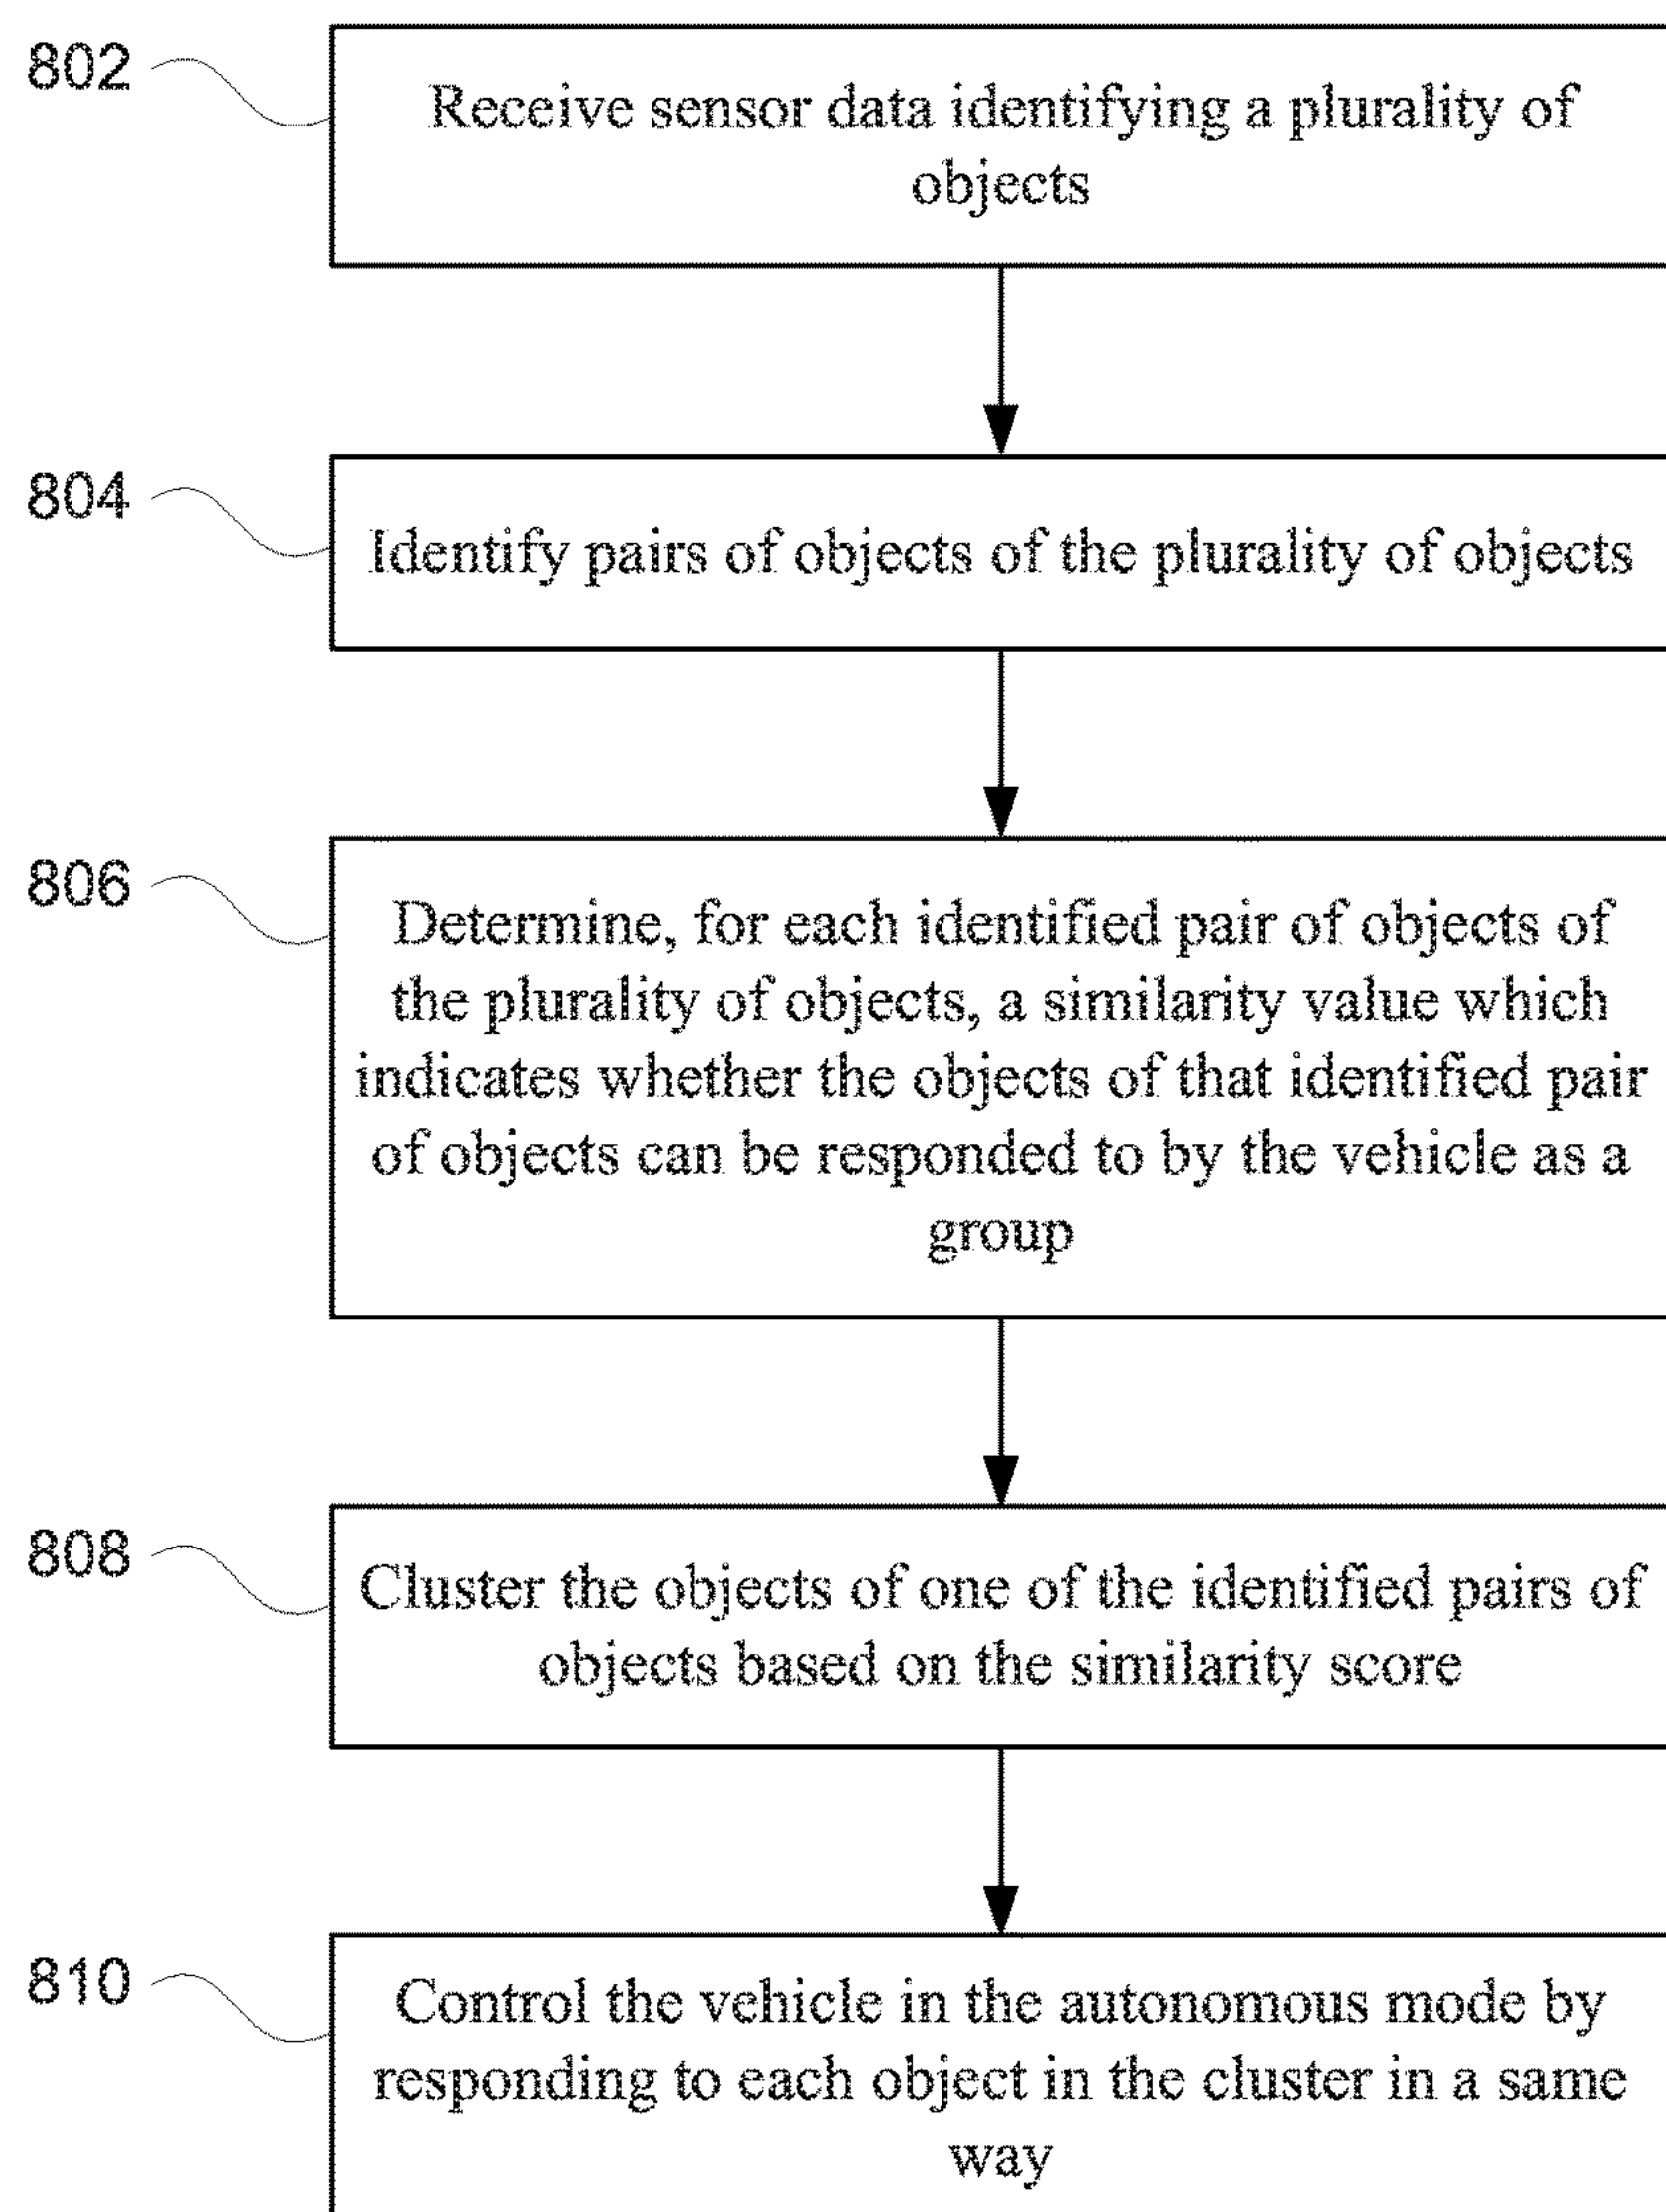 802
Receive sensor data identifying a plurality of
objects
804
Identify pairs of objects of the plurality of objects
806
Determine, for each identified pair of objects of
the plurality of objects, a similarity value which
indicates whether the objects of that identified pair
of objects can be responded to by the vehicle as a
group
808
Cluster the objects of one of the identified pairs of
objects based on the similarity score
810
Control the vehicle in the autonomous mode by
responding to each object in the cluster in a same
way